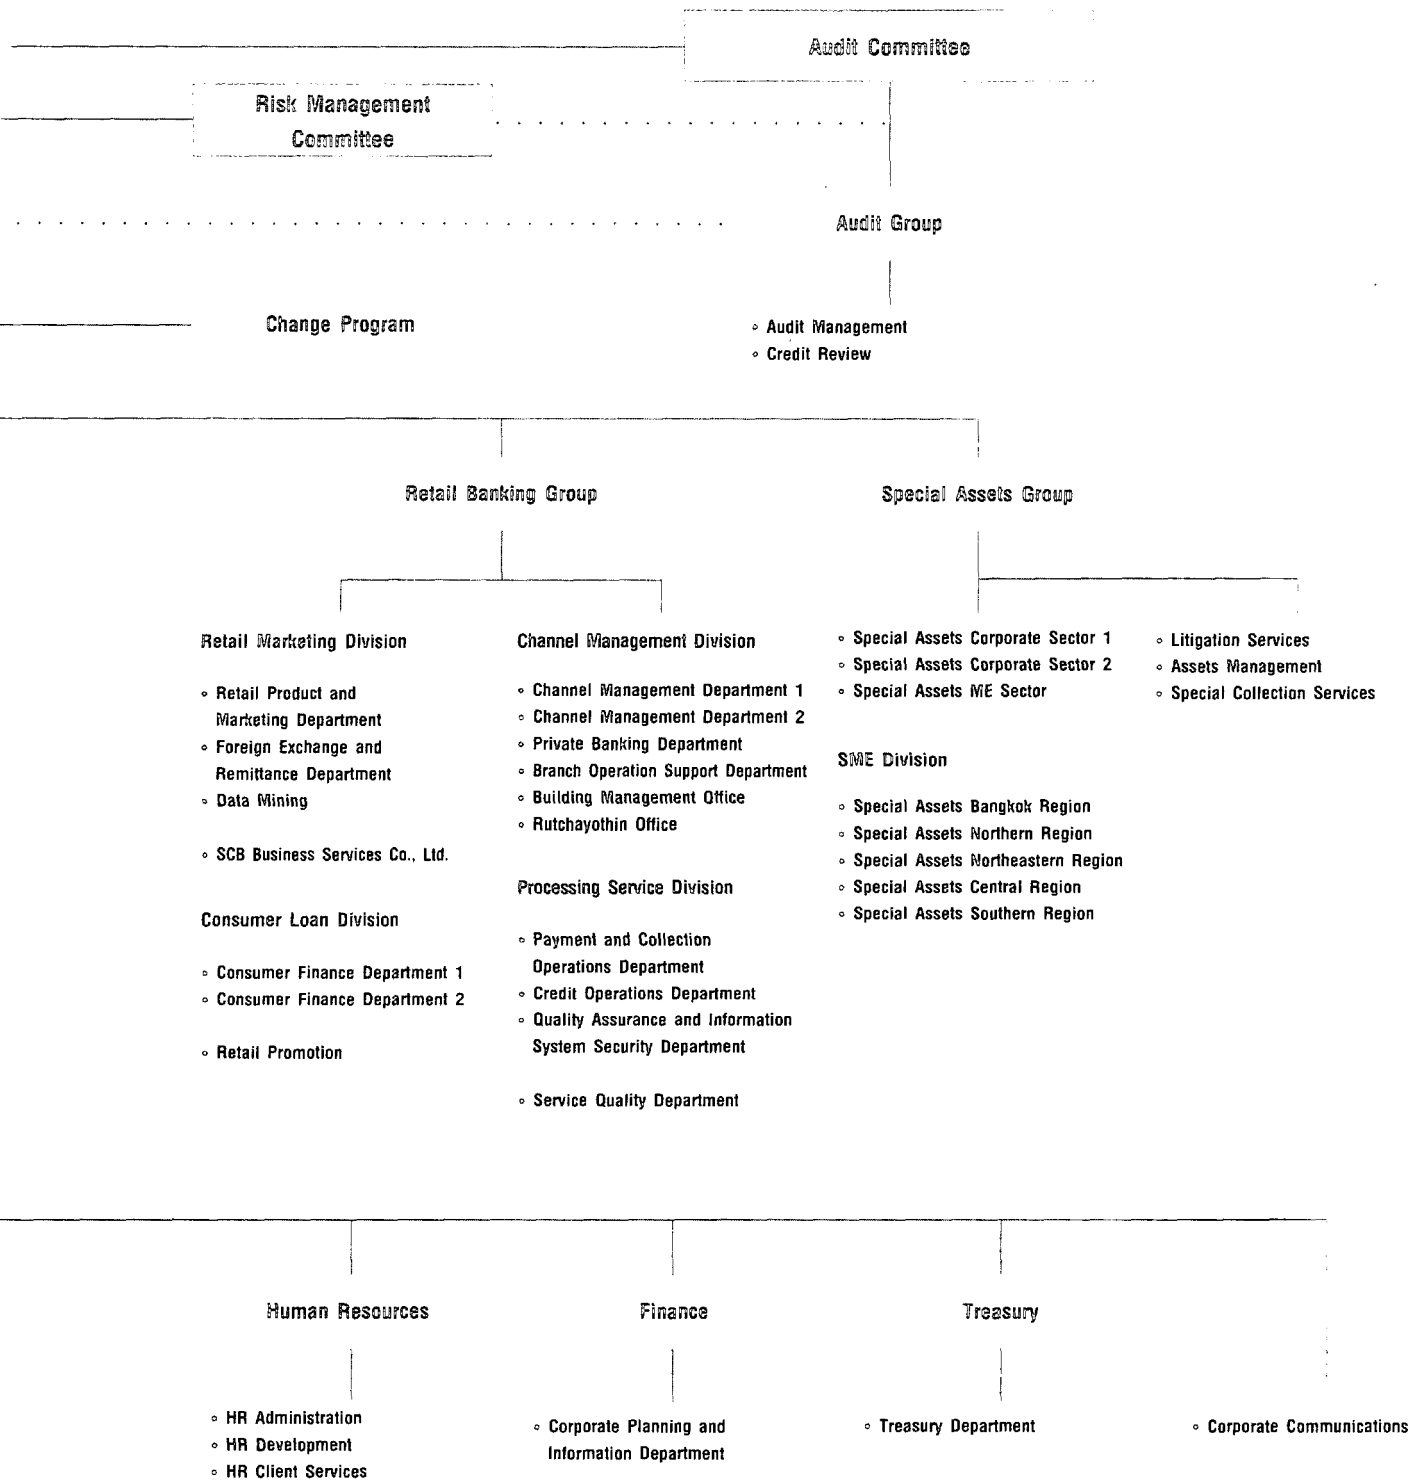 Audit Committee
Risk Management
Committee
Audit Group
Change Program
◦ Audit Management
◦ Credit Review
Retail Banking Group
Special Assets Group
Retail Marketing Division
◦ Retail Product and
Marketing Department
◦ Foreign Exchange and
Remittance Department
◦ Data Mining
◦ SCB Business Services Co., Ltd.
Consumer Loan Division
◦ Consumer Finance Department 1
◦ Consumer Finance Department 2
◦ Retail Promotion
Channel Management Division
◦ Channel Management Department 1
◦ Channel Management Department 2
◦ Private Banking Department
◦ Branch Operation Support Department
◦ Building Management Office
◦ Rutchayothin Office
Processing Service Division
◦ Payment and Collection
Operations Department
◦ Credit Operations Department
◦ Quality Assurance and Information
System Security Department
◦ Service Quality Department
◦ Special Assets Corporate Sector 1
◦ Special Assets Corporate Sector 2
◦ Special Assets ME Sector
SME Division
◦ Special Assets Bangkok Region
◦ Special Assets Northern Region
◦ Special Assets Northeastern Region
◦ Special Assets Central Region
◦ Special Assets Southern Region
◦ Litigation Services
◦ Assets Management
◦ Special Collection Services
Human Resources
Finance
Treasury
◦ HR Administration
◦ HR Development
◦ HR Client Services
◦ Corporate Planning and
Information Department
◦ Treasury Department
◦ Corporate Communications